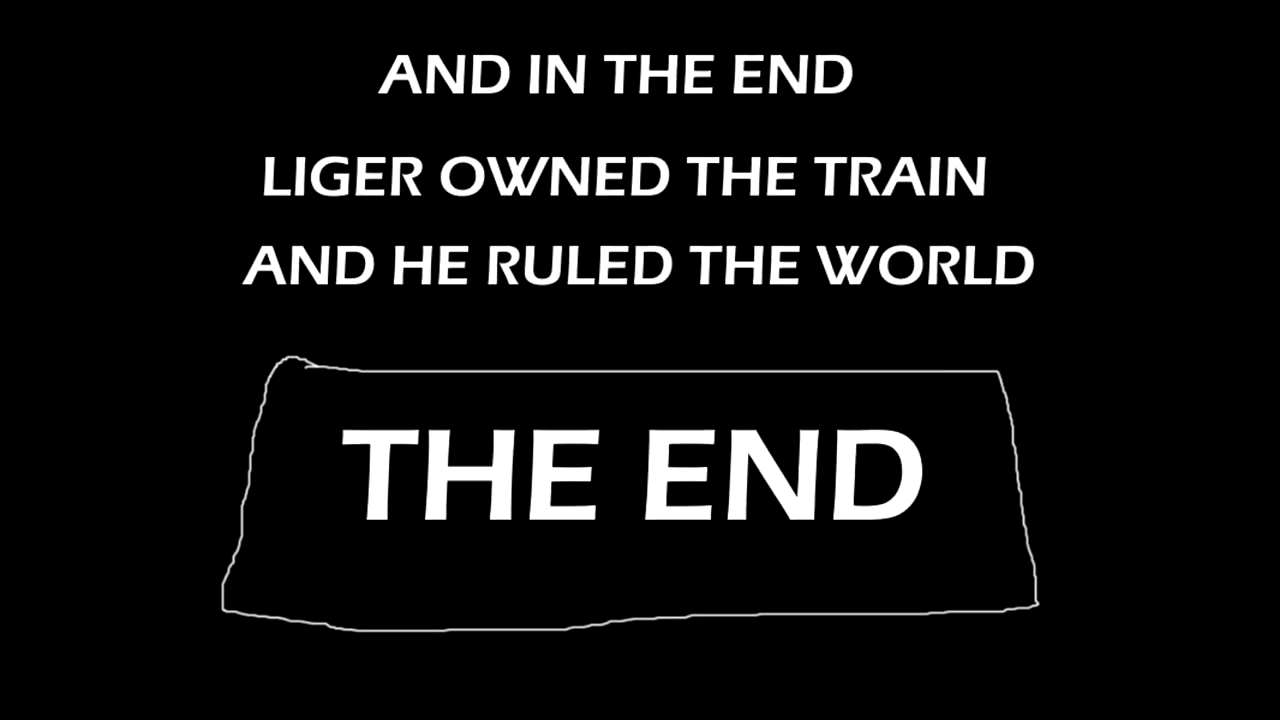 AND IN THE END
LIGER OWNED THE TRAIN
AND HE RULED THE WORLD
THE END